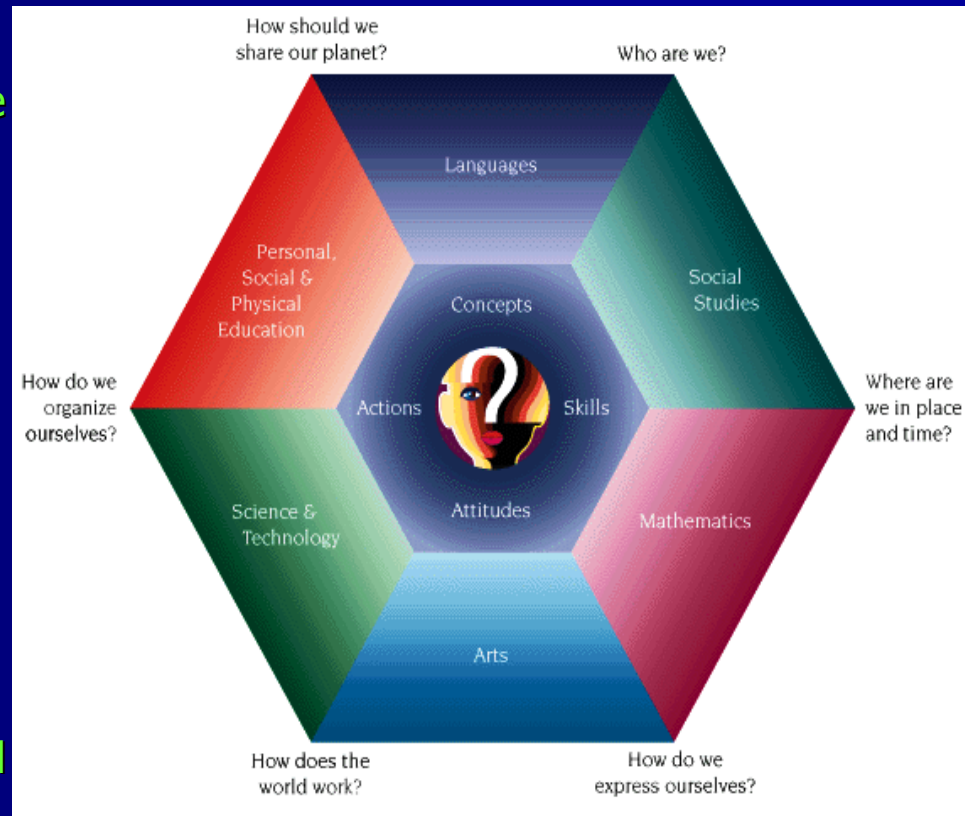 How should we
share our planet?
Who are we?
Languages
Personal,
Social &
Physical
Education
Social
Studies
Concepts
How do we
organize
ourselves?
Actions
Skills
Where are
we in place
and time?
Attitudes
Science &
Technology
Mathematics
Arts
How does the
world work?
How do we
express ourselves?